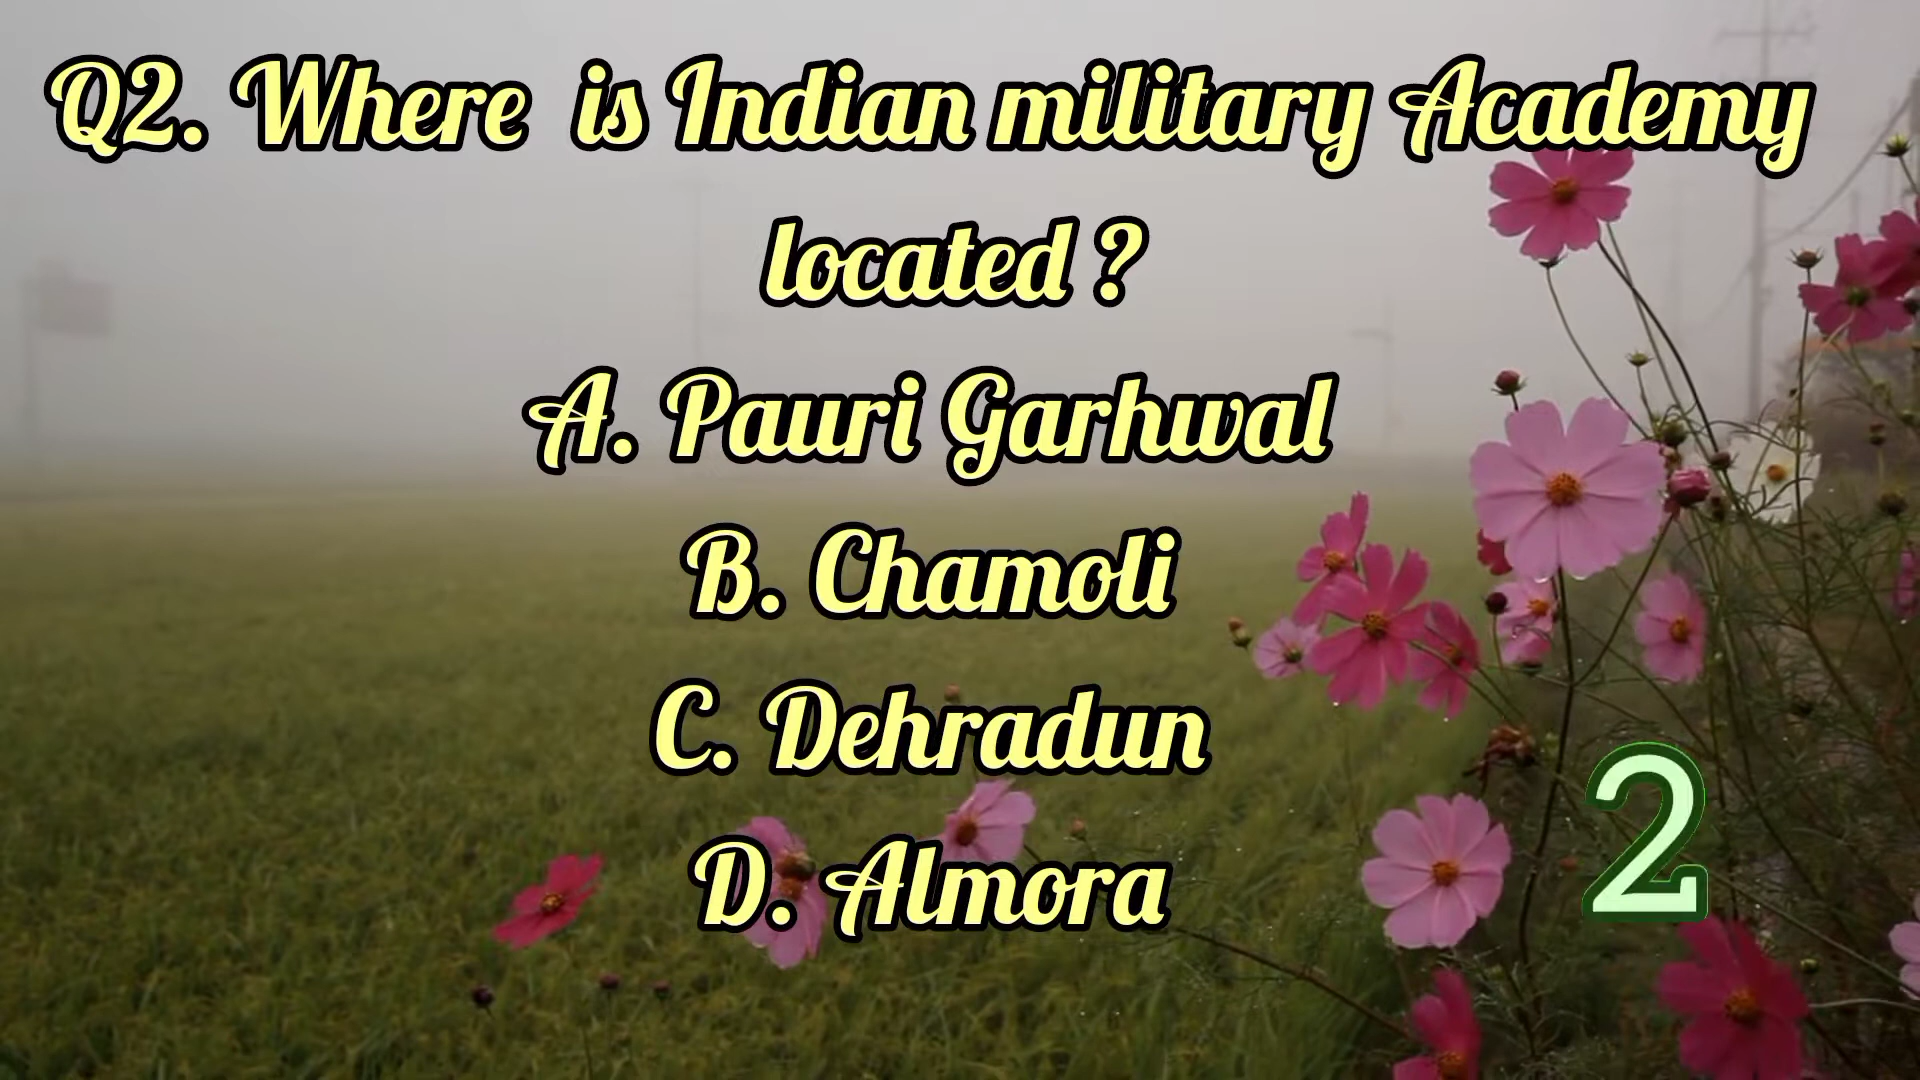 Q2. Where is Indian military Academy
located ?
A. Pauri Garhwal
B. Chamoli
C. Dehradun
D. Almora
2